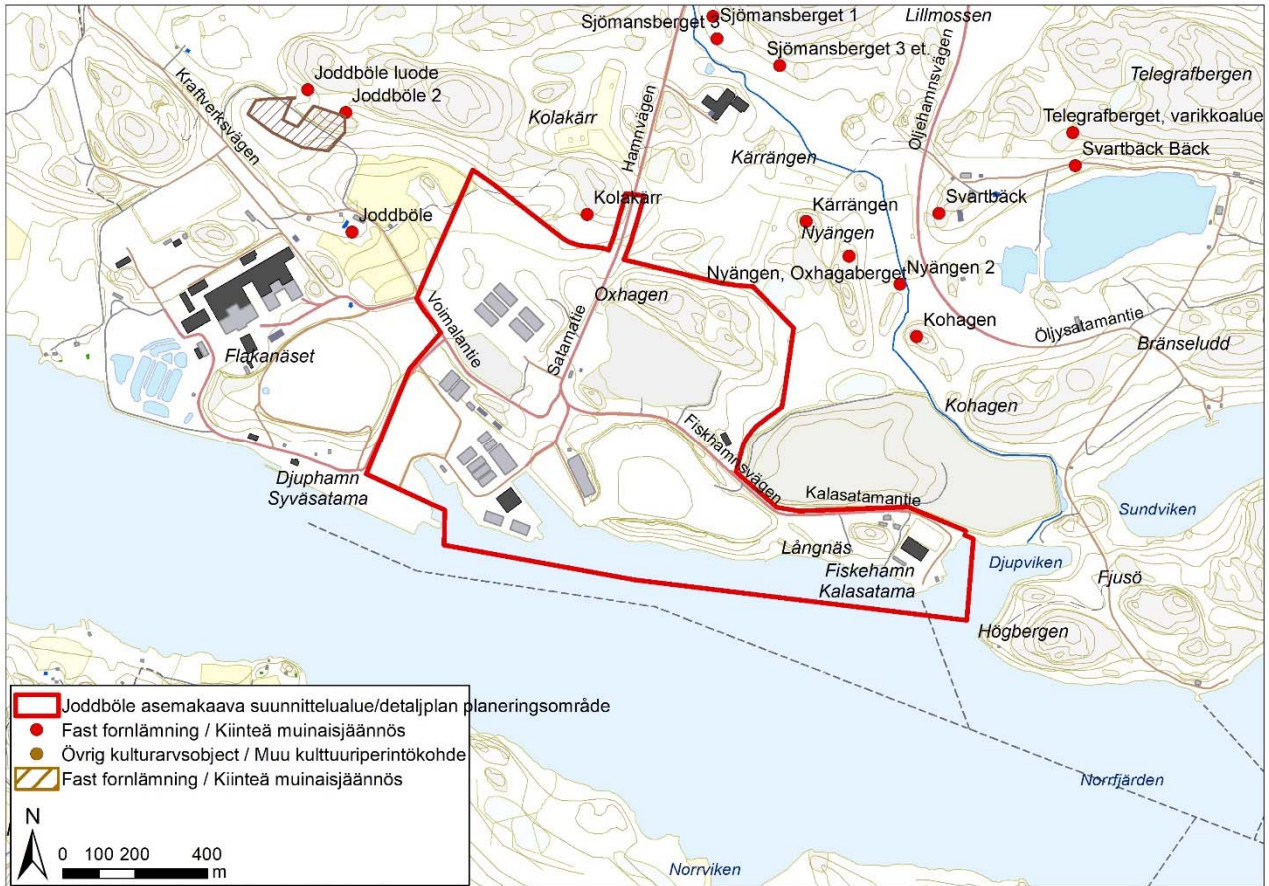 Sjömansberget 1
Sjömansberget 3
Lillmossen
Sjömansberget 3 et.
Joddböle luode
Joddböle 2
Kraftverksvägen
Kolakärr
Hamnvägen
Oljehamnsvägen
Telegrafbergen
Telegrafberget, varikkoalue
Svartbäck Bäck
Kärrängen
Kolakärr
Kärrängen
Nyängen
Svartbäck
Joddböle
Nyängen, Oxhagaberget
Nyängen 2
Oxhagen
Voimalantie
Satamatie
Kohagen
Öljysatamantie
Bränseludd
Flakanäset
Kohagen
Fiskhamnsvägen
Kalasatamantie
Djuphamn
Syväsatama
Sundviken
Långnäs
Fiskehamn
Kalasatama
Djupviken
Fjusö
Högbergen
Norrfjärden
Norrviken
Joddböle asemakaava suunnittelualue/detaljplan planeringsområde
Fast fornlämning / Kiinteä muinaisjäännös
Övrig kulturarvsobject / Muu kulttuuriperintökohde
Fast fornlämning / Kiinteä muinaisjäännös
N
0 100 200 400
m